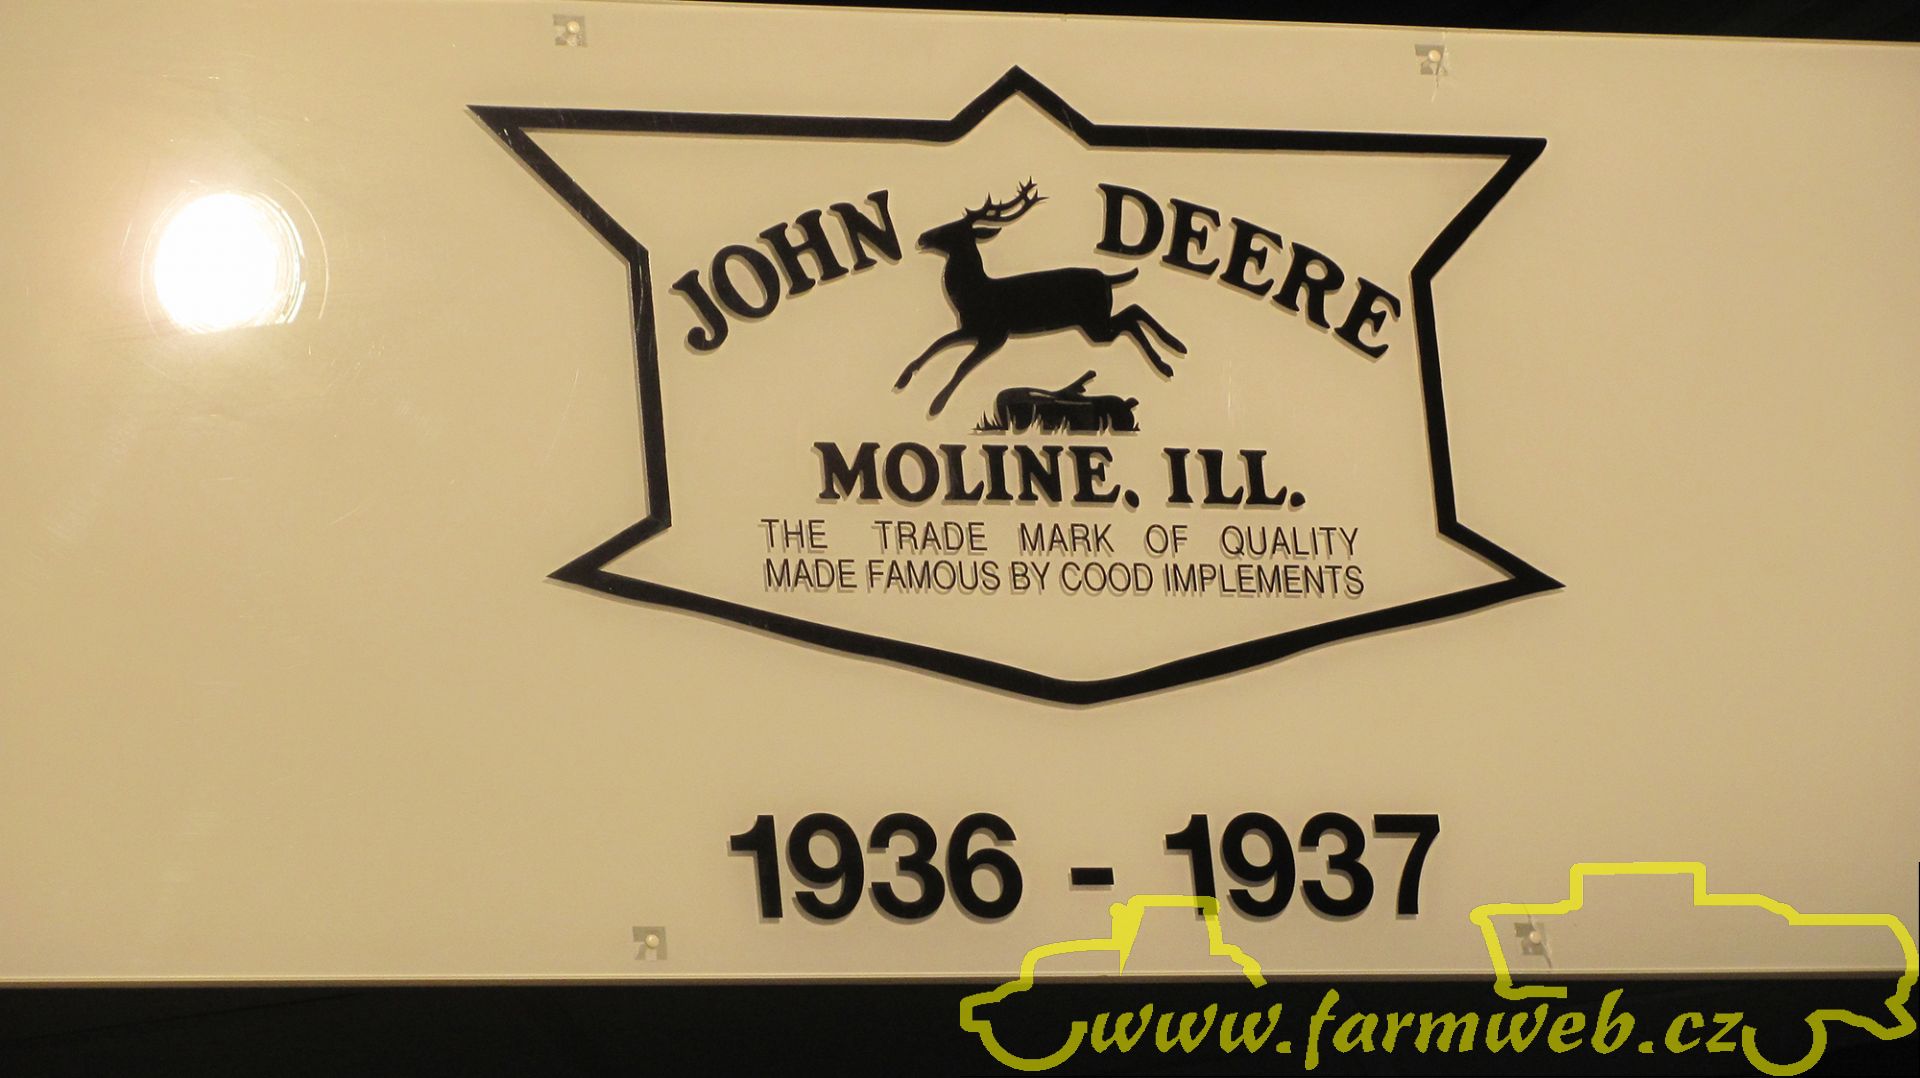 JOHN DEERE
MOLINE, ILL.
THE TRADE MARK OF QUALITY
MADE FAMOUS BY COOD IMPLEMENTS
1936 - 1937
www.farmweb.cz